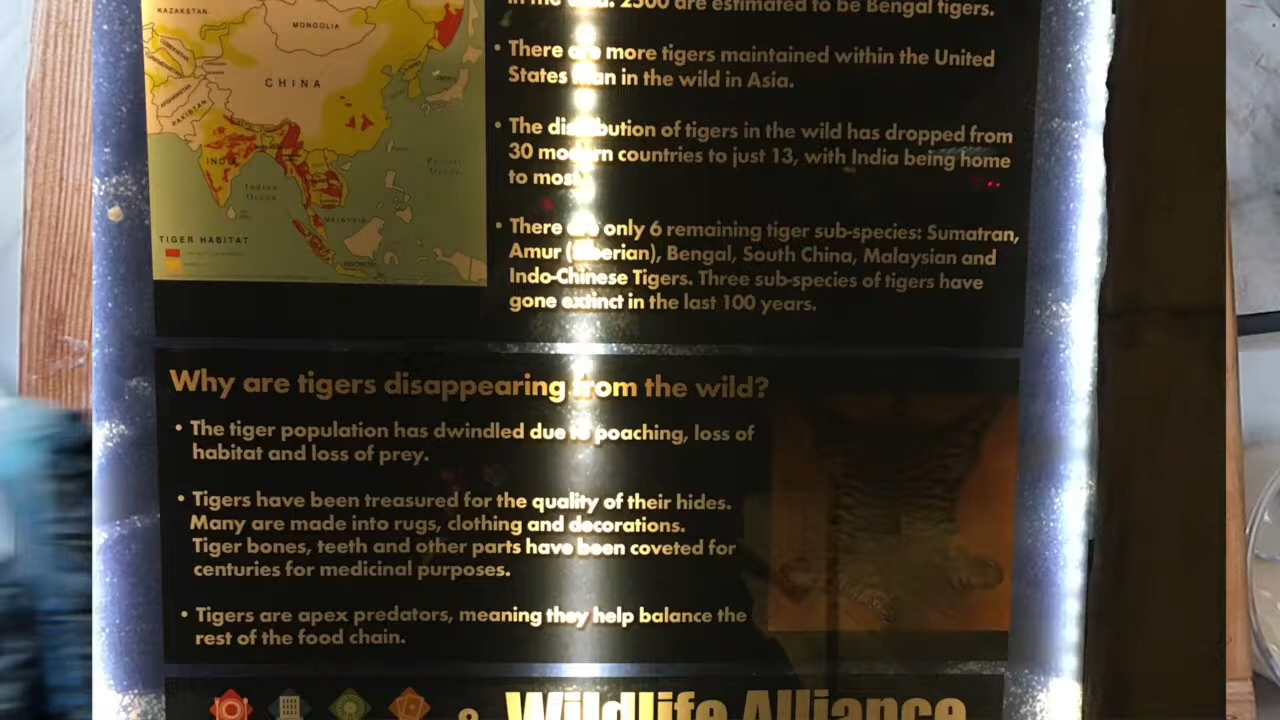 in the wild. 2500 are estimated to be Bengal tigers.
• There are more tigers maintained within the United
States than in the wild in Asia.
• The distribution of tigers in the wild has dropped from
30 modern countries to just 13, with India being home
to most.
• There are only 6 remaining tiger sub-species: Sumatran,
Amur (Siberian), Bengal, South China, Malaysian and
Indo-Chinese Tigers. Three sub-species of tigers have
gone extinct in the last 100 years.
KAZAKSTAN
MONGOLIA
CHINA
AFGHANISTAN
PAKISTAN
INDIA
Indian
Ocean
Pacific
Ocean
MALAYSIA
INDONESIA
TIGER HABITAT
Why are tigers disappearing from the wild?
• The tiger population has dwindled due to poaching, loss of
habitat and loss of prey.
• Tigers have been treasured for the quality of their hides.
Many are made into rugs, clothing and decorations.
Tiger bones, teeth and other parts have been coveted for
centuries for medicinal purposes.
• Tigers are apex predators, meaning they help balance the
rest of the food chain.
Wildlife Alliance